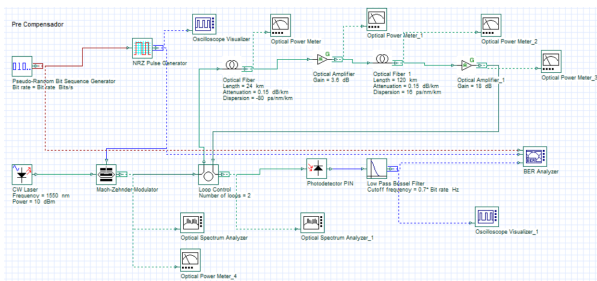 Pre Compensador
Oscilloscope Visualizer
Optical Power Meter
Optical Power Meter_1
Optical Power Meter_2
NRZ Pulse Generator
Optical Power Meter_3
Pseudo-Random Bit Sequence Generator
Bit rate = Bit rate Bits/s
Optical Fiber
Length = 24 km
Attenuation = 0.15 dB/km
Dispersion = -80 ps/nm/km
G
Optical Amplifier
Gain = 3.6 dB
Optical Fiber_1
Length = 120 km
Attenuation = 0.15 dB/km
Dispersion = 16 ps/nm/km
G
Optical Amplifier_1
Gain = 18 dB
BER Analyzer
CW Laser
Frequency = 1550 nm
Power = 10 dBm
Mach-Zehnder Modulator
Loop Control
Number of loops = 2
Photodetector PIN
Low Pass Bessel Filter
Cutoff frequency = 0.7* Bit rate Hz
Optical Spectrum Analyzer
Optical Spectrum Analyzer_1
Oscilloscope Visualizer_1
Optical Power Meter_4